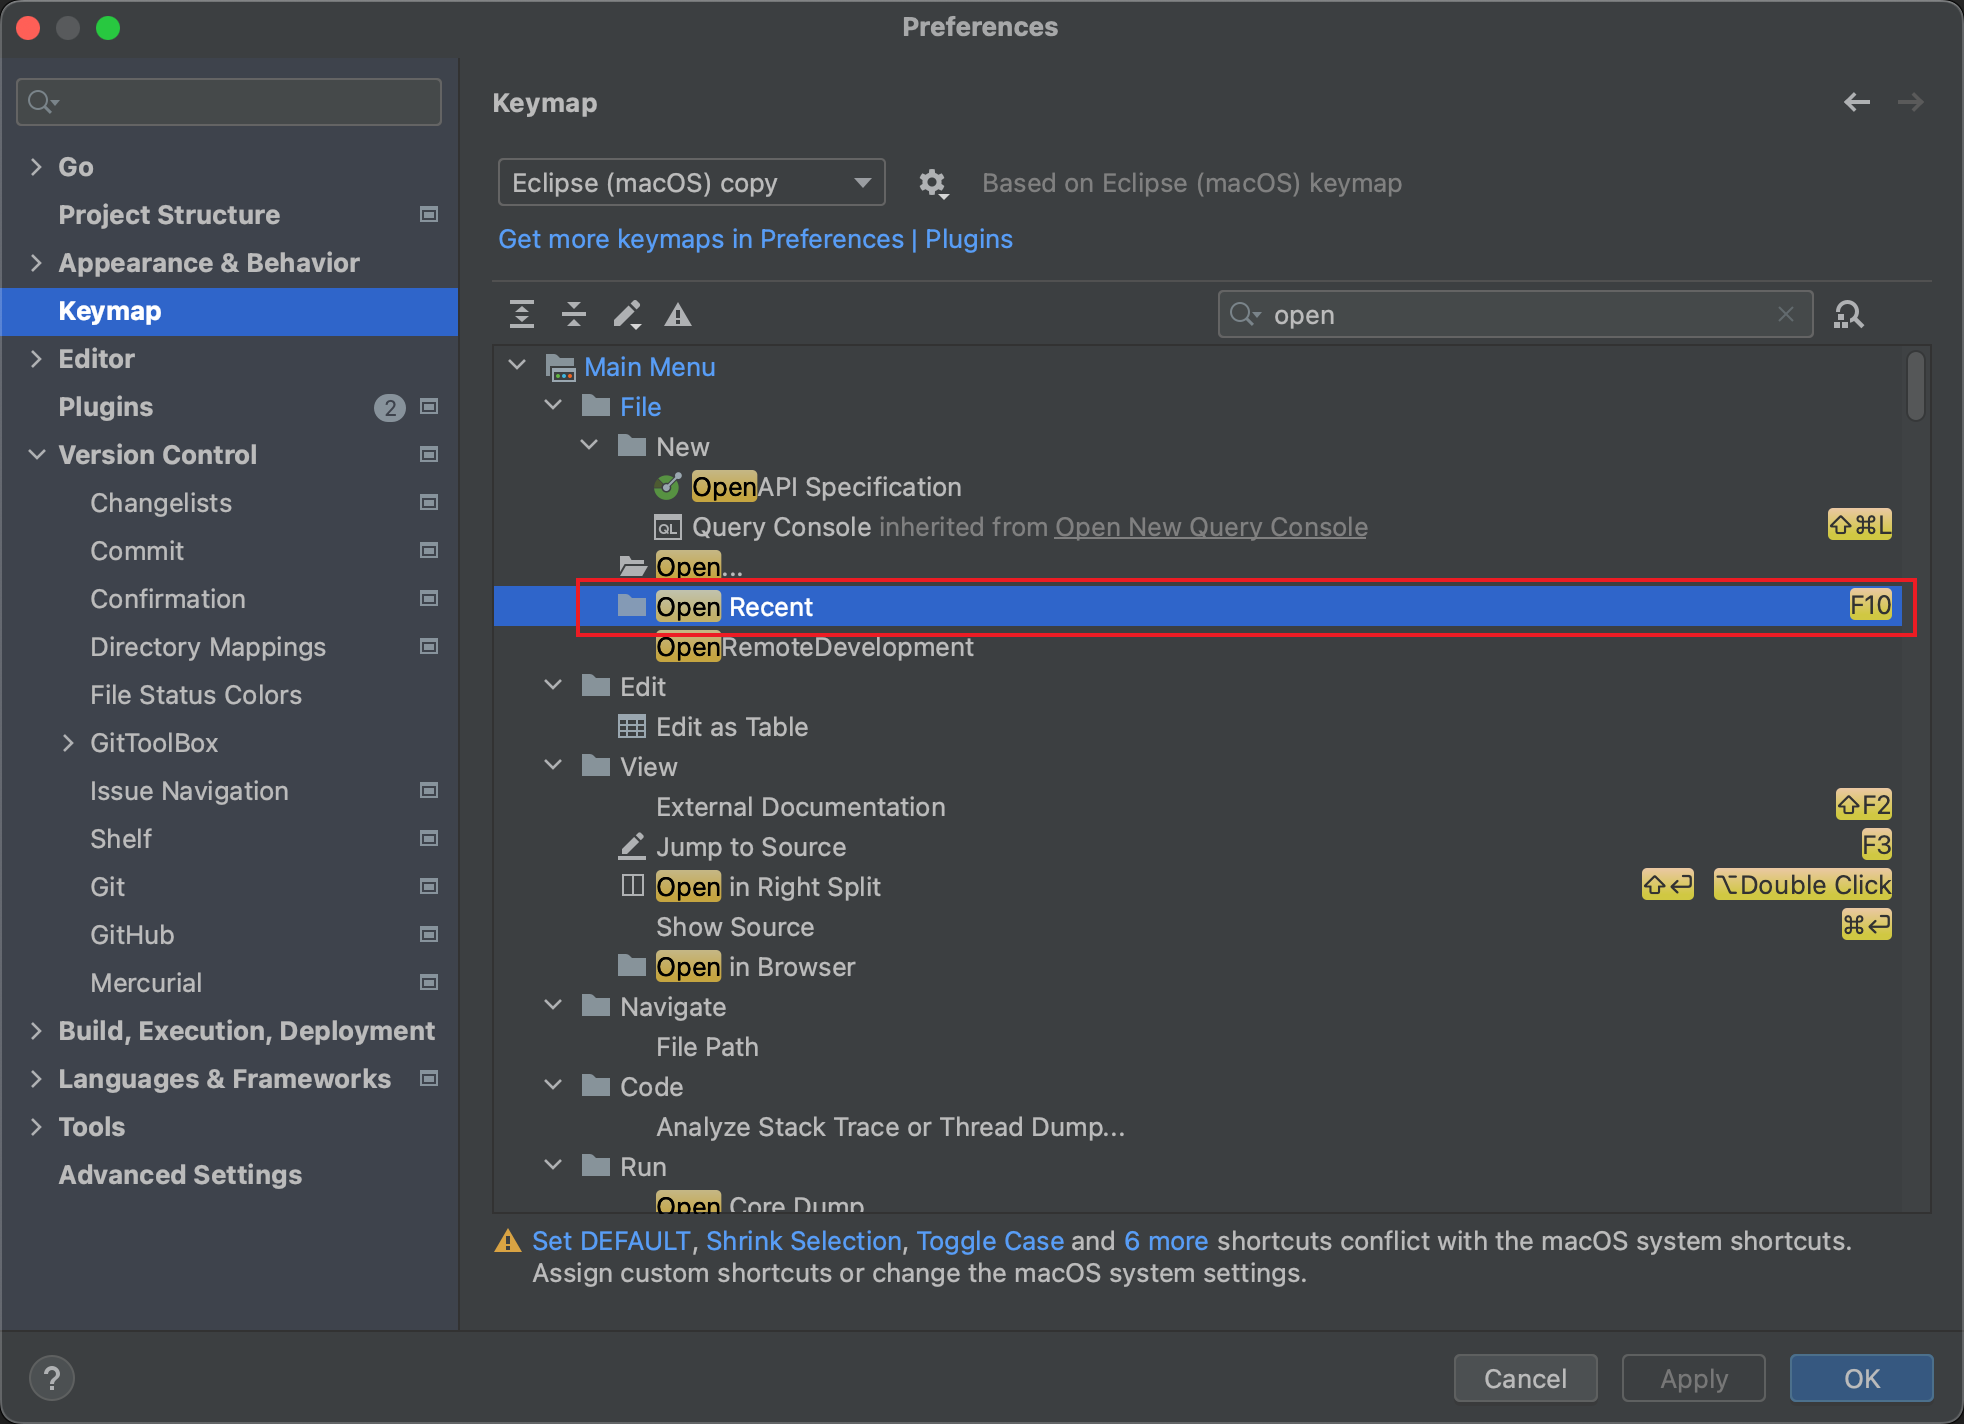 Preferences
Go
Project Structure
Appearance & Behavior
Keymap
Editor
Plugins
2
Version Control
Changelists
Commit
Confirmation
Directory Mappings
File Status Colors
GitToolBox
Issue Navigation
Shelf
Git
GitHub
Mercurial
Build, Execution, Deployment
Languages & Frameworks
Tools
Advanced Settings
Keymap
Eclipse (macOS) copy
Based on Eclipse (macOS) keymap
Get more keymaps in Preferences | Plugins
open
Main Menu
File
New
OpenAPI Specification
QL Query Console inherited from Open New Query Console ⇧⌘L
Open...
Open Recent F10
OpenRemoteDevelopment
Edit
Edit as Table
View
External Documentation ⇧F2
Jump to Source F3
Open in Right Split ⇧↩ ⌥Double Click
Show Source ⌘↩
Open in Browser
Navigate
File Path
Code
Analyze Stack Trace or Thread Dump...
Run
Open Core Dump
Set DEFAULT, Shrink Selection, Toggle Case and 6 more shortcuts conflict with the macOS system shortcuts.
Assign custom shortcuts or change the macOS system settings.
?
Cancel
Apply
OK